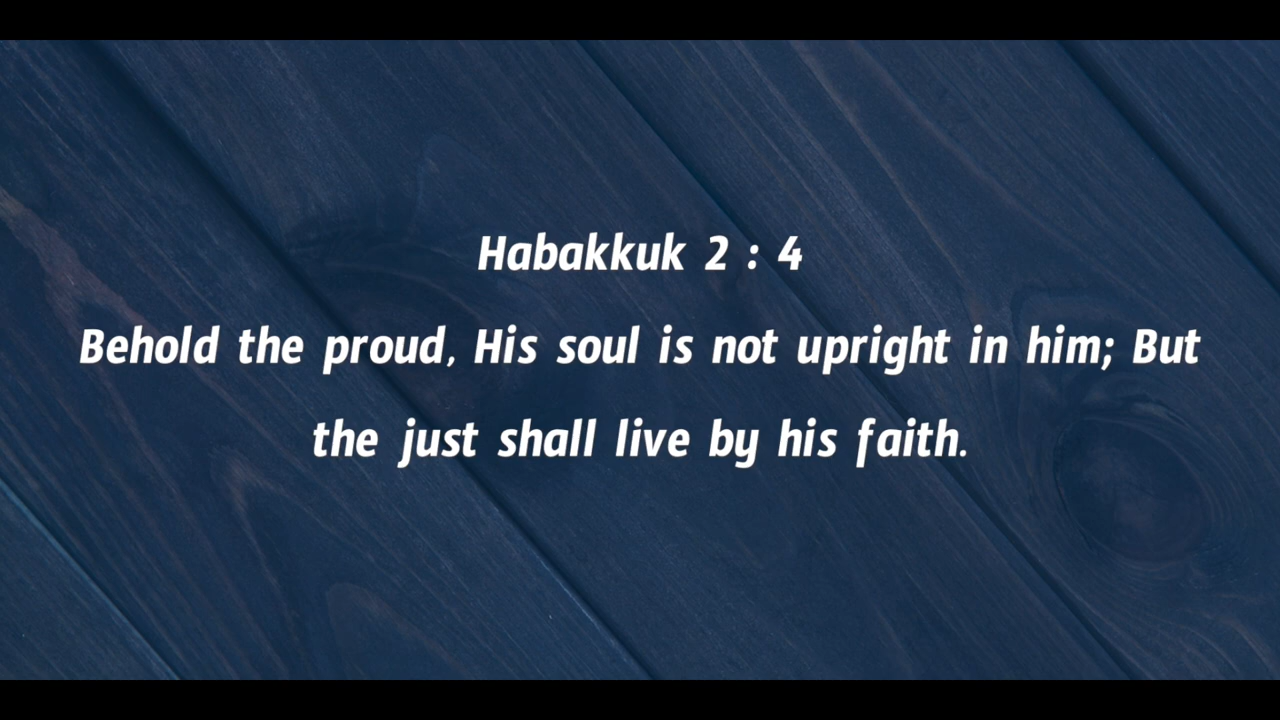 Habakkuk 2 : 4
Behold the proud, His soul is not upright in him; But
the just shall live by his faith.